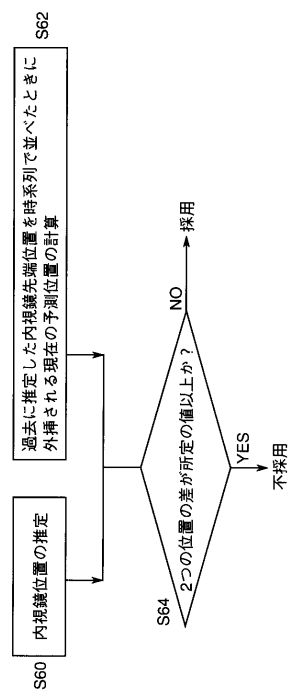 S60
内視鏡位置の推定
S62
過去に推定した内視鏡先端位置を時系列で並べたときに
外挿される現在の予測位置の計算
S64
2つの位置の差が所定の値以上か？
NO
採用
YES
不採用